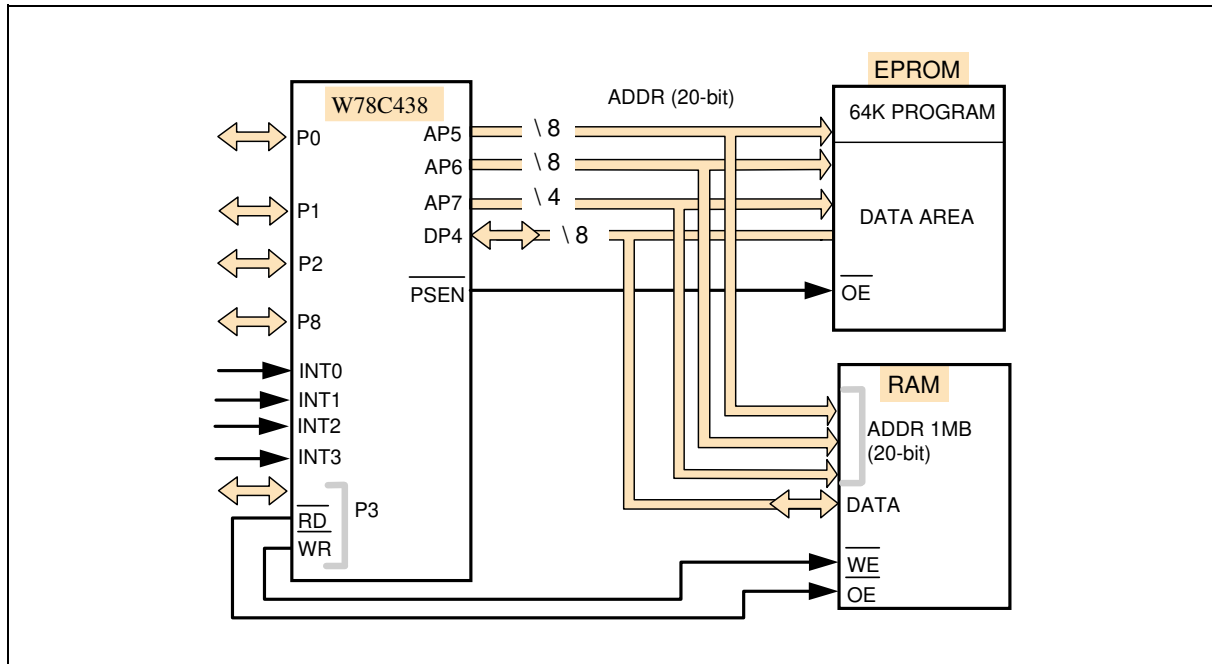 W78C438
P0
P1
P2
P8
INT0
INT1
INT2
INT3
P3
RD
WR
AP5
AP6
AP7
DP4
PSEN
ADDR (20-bit)
\ 8
\ 8
\ 4
\ 8
EPROM
64K PROGRAM
DATA AREA
OE
RAM
ADDR 1MB
(20-bit)
DATA
WE
OE